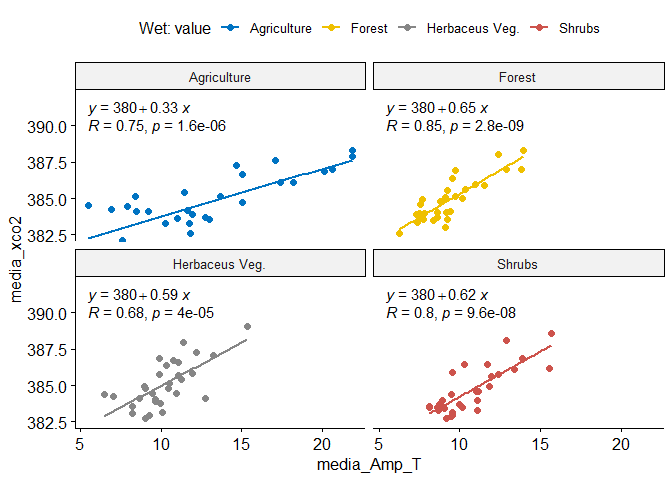 Wet: value Agriculture Forest Herbaceus Veg. Shrubs
Agriculture Forest
y = 380 + 0.33 x
R = 0.75, p = 1.6e-06
y = 380 + 0.65 x
R = 0.85, p = 2.8e-09
390.0
387.5
385.0
382.5
media_xco2
Herbaceus Veg. Shrubs
y = 380 + 0.59 x
R = 0.68, p = 4e-05
y = 380 + 0.62 x
R = 0.8, p = 9.6e-08
390.0
387.5
385.0
382.5
5 10 15 20 5 10 15 20
media_Amp_T